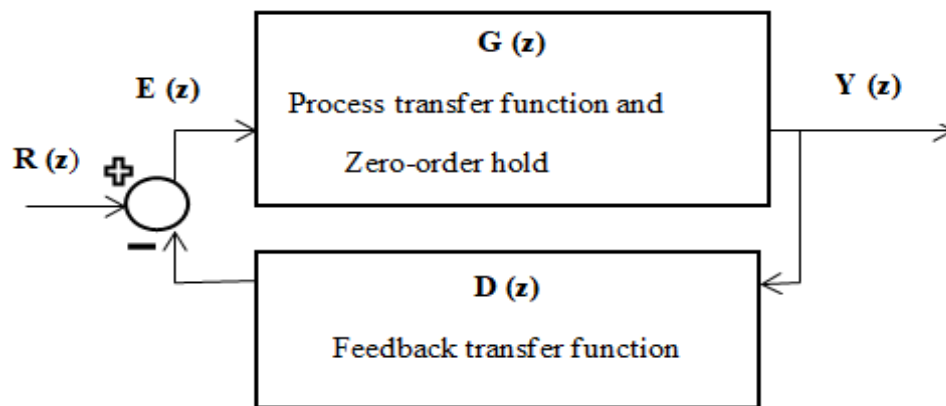 G (z)
E (z)
Process transfer function and
Y (z)
Zero-order hold
R (z)
D (z)
Feedback transfer function